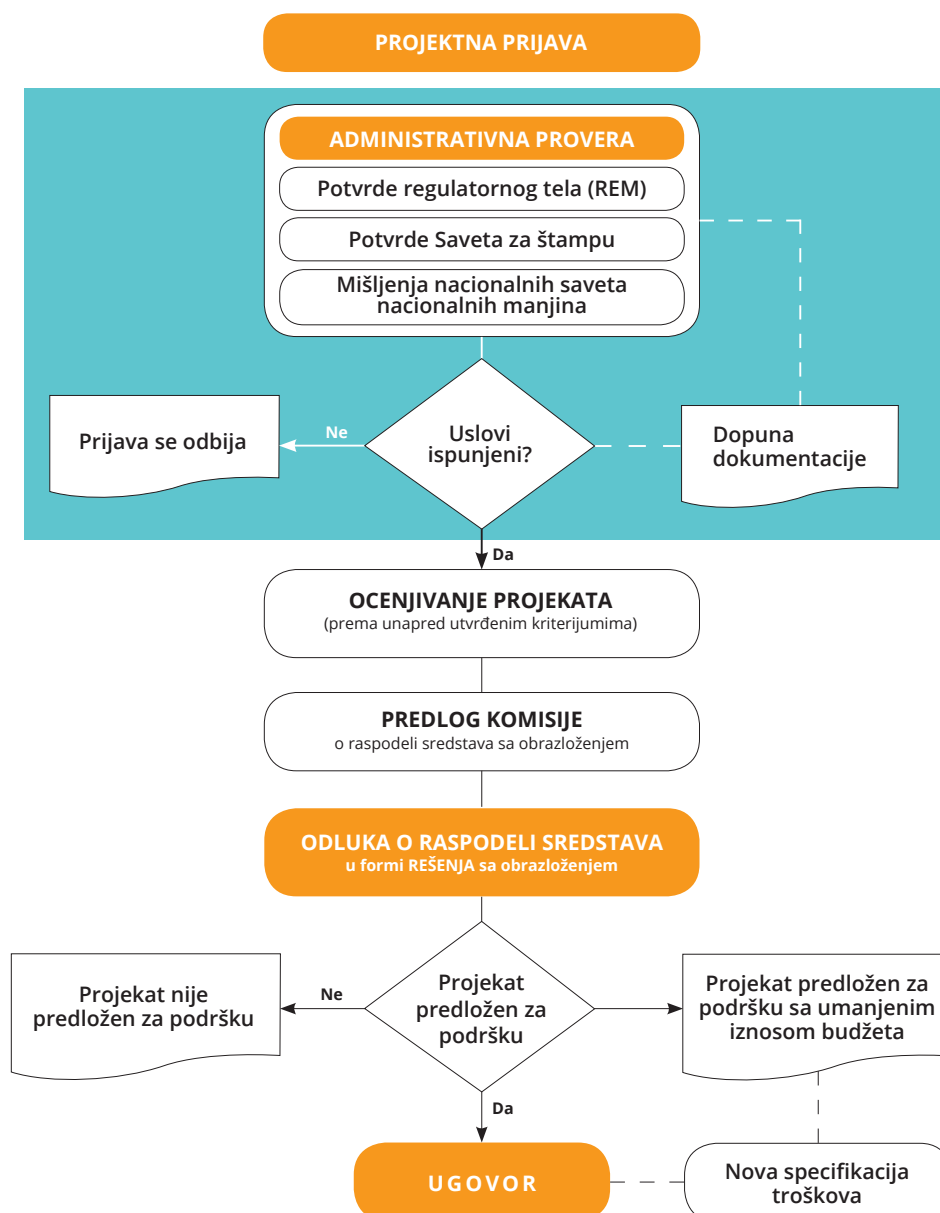 PROJEKTNA PRIJAVA
ADMINISTRATIVNA PROVERA
Potvrde regulatornog tela (REM)
Potvrde Saveta za štampu
Mišljenja nacionalnih saveta
nacionalnih manjina
Prijava se odbija
Ne
Uslovi
ispunjeni?
Dopuna
dokumentacije
Da
OCENJIVANJE PROJEKATA
(prema unapred utvrđenim kriterijumima)
PREDLOG KOMISIJE
o raspodeli sredstava sa obrazloženjem
ODLUKA O RASPODELI SREDSTAVA
u formi REŠENJA sa obrazloženjem
Projekat nije
predložen za podršku
Ne
Projekat
predložen za
podršku
Projekat predložen za
podršku sa umanjenim
iznosom budžeta
Da
UGOVOR
Nova specifikacija
troškova